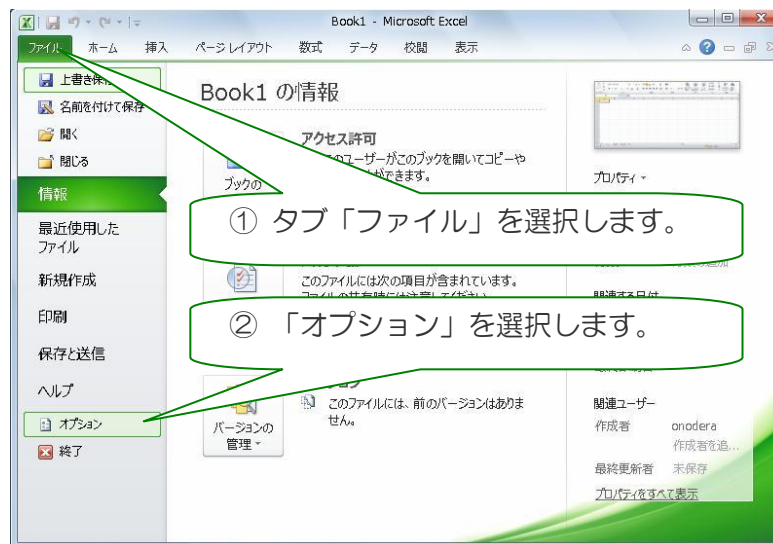 Book1 - Microsoft Excel
ファイル ホーム 挿入 ページ レイアウト 数式 データ 校閲 表示
上書き保
名前を付けて保存
開く
閉じる
情報
最近使用した
ファイル
新規作成
印刷
保存と送信
ヘルプ
オプション
終了
Book1 の情報
アクセス許可
のユーザーがこのブックを開いてコピーや
ができます。
ブックの
① タブ「ファイル」を選択します。
このファイルには次の項目が含まれています。
② 「オプション」を選択します。
バージョンの
管理
このファイルには、前のバージョンはありま
せん。
プロパティ
関連ユーザー
作成者 onodera
作成者を追...
最終更新者 未保存
プロパティをすべて表示